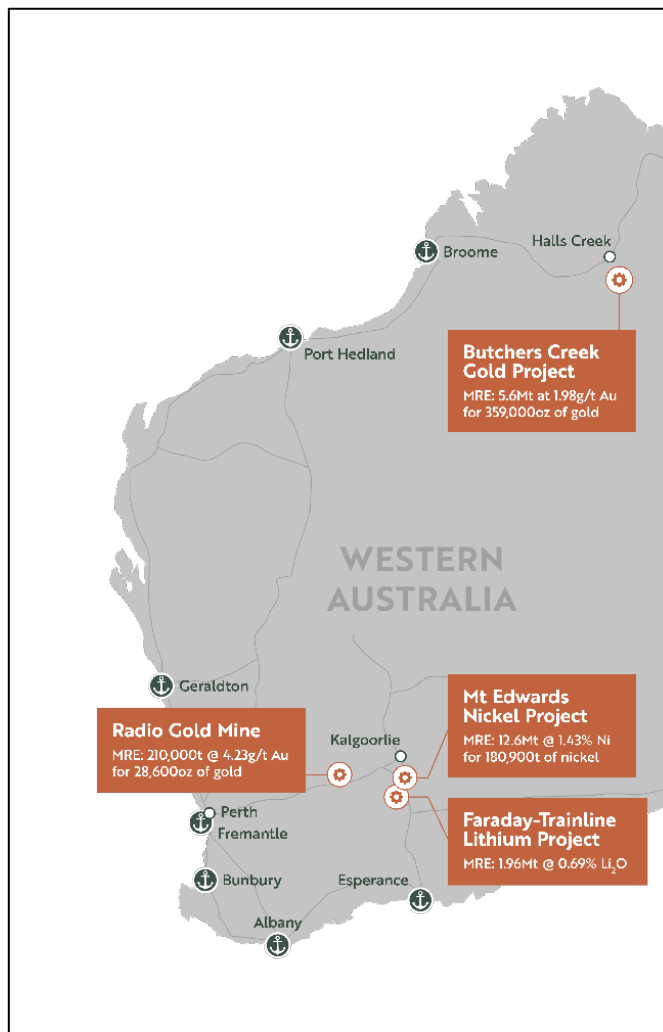 Halls Creek
Broome
Port Hedland
Butchers Creek
Gold Project
MRE: 5.6Mt at 1.98g/t Au
for 359,000oz of gold
WESTERN
AUSTRALIA
Geraldton
Radio Gold Mine
MRE: 210,000t @ 4.23g/t Au
for 28,600oz of gold
Kalgoorlie
Mt Edwards
Nickel Project
MRE: 12.6Mt @ 1.43% Ni
for 180,900t of nickel
Faraday-Trainline
Lithium Project
MRE: 1.96Mt @ 0.69% Li₂O
Perth
Fremantle
Bunbury
Esperance
Albany